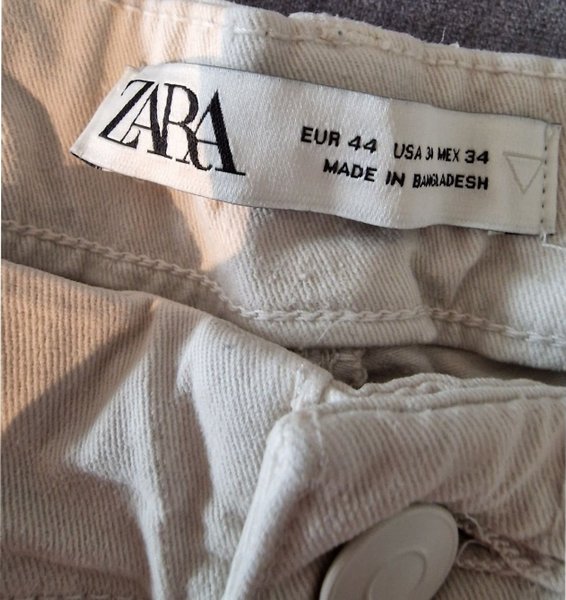 ZARA
EUR 44 USA 34 MEX 34
MADE IN BANGLADESH